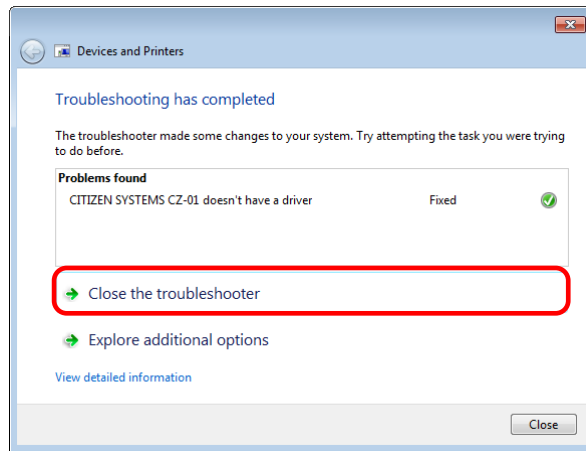 Devices and Printers
Troubleshooting has completed
The troubleshooter made some changes to your system. Try attempting the task you were trying
to do before.
Problems found
CITIZEN SYSTEMS CZ-01 doesn't have a driver Fixed
Close the troubleshooter
Explore additional options
View detailed information
Close